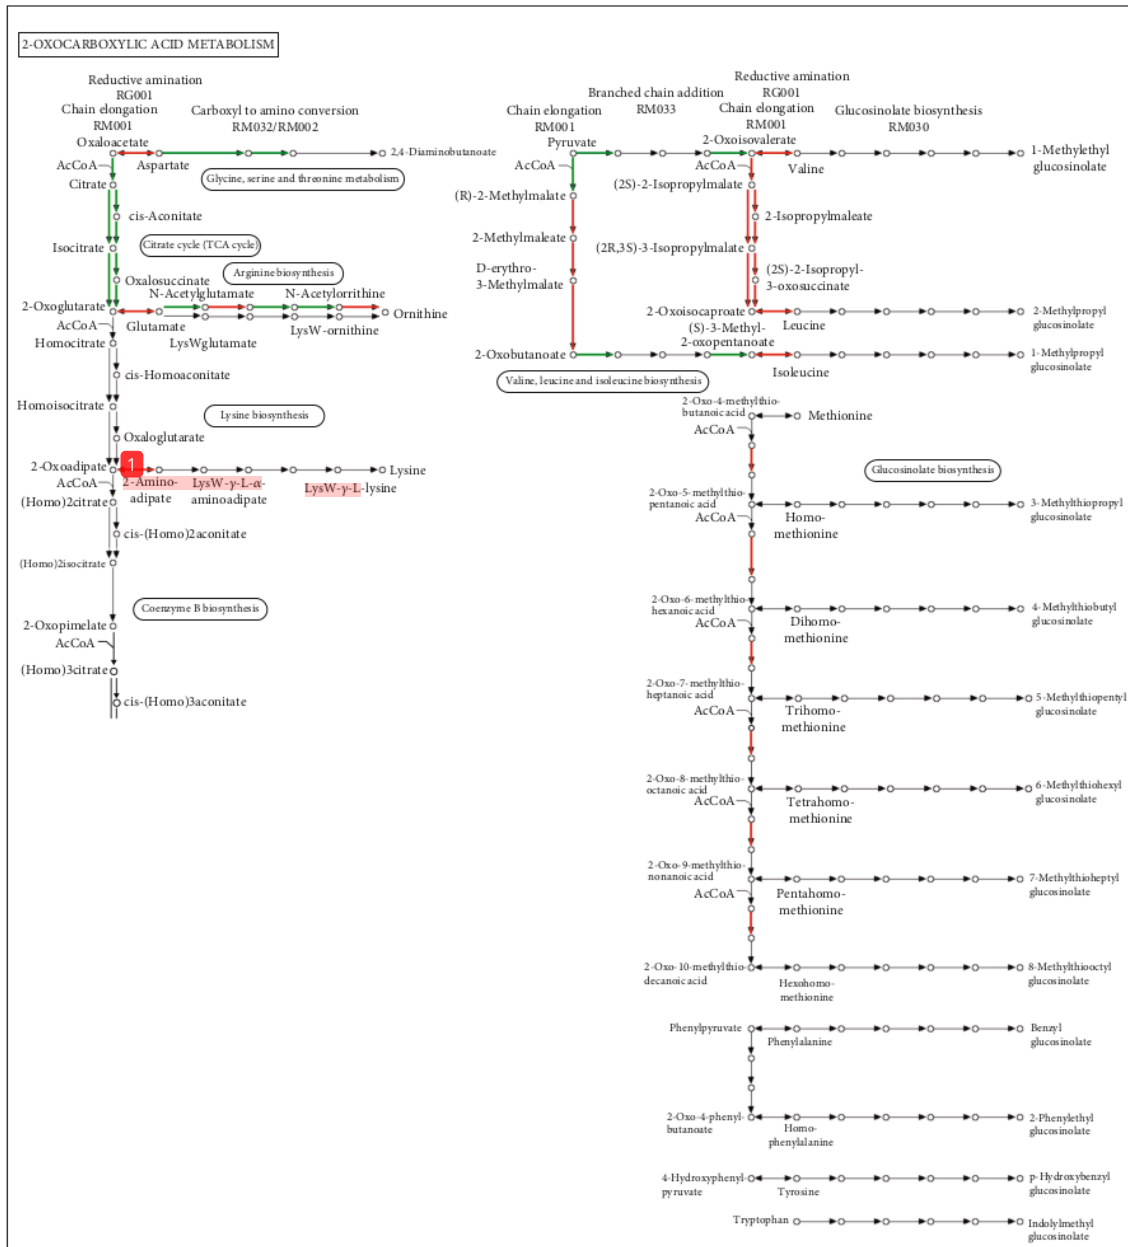 2-OXOCARBOXYLIC ACID METABOLISM
Reductive amination
RG001
Chain elongation
RM001
Carboxyl to amino conversion
RM032/RM002
Oxaloacetate
Aspartate
2,4-Diaminobutanoate
AcCoA
Glycine, serine and threonine metabolism
Citrate
cis-Aconitate
Isocitrate
Citrate cycle (TCA cycle)
Oxalosuccinate
Arginine biosynthesis
N-Acetylglutamate
N-Acetylorrithine
2-Oxoglutarate
Ornithine
AcCoA
Glutamate
LysW-ornithine
LysWglutamate
Homocitrate
cis-Homoaconitate
Homoisocitrate
Lysine biosynthesis
Oxaloglutarate
1
2-Oxoadipate
Lysine
AcCoA
2-Amino-
adipate
LysW-γ-L-α-
aminoadipate
LysW-γ-L-lysine
(Homo)2citrate
cis-(Homo)2aconitate
(Homo)2isocitrate
Coenzyme B biosynthesis
2-Oxopimelate
AcCoA
(Homo)3citrate
cis-(Homo)3aconitate
Chain elongation
RM001
Branched chain addition
RM033
Reductive amination
RG001
Chain elongation
RM001
Glucosinolate biosynthesis
RM030
Pyruvate
2-Oxoisovalerate
AcCoA
AcCoA
Valine
1-Methylethyl
glucosinolate
(R)-2-Methylmalate
(2S)-2-Isopropylmalate
2-Isopropylmaleate
2-Methylmaleate
(2R,3S)-3-Isopropylmalate
D-erythro-
3-Methylmalate
(2S)-2-Isopropyl-
3-oxosuccinate
2-Oxoisocaproate
Leucine
2-Methylpropyl
glucosinolate
(S)-3-Methyl-
2-oxopentanoate
2-Oxobutanoate
Isoleucine
1-Methylpropyl
glucosinolate
Valine, leucine and isoleucine biosynthesis
2-Oxo-4-methylthio-
butanoic acid
Methionine
AcCoA
Glucosinolate biosynthesis
2-Oxo-5-methylthio-
pentanoic acid
AcCoA
Homo-
methionine
3-Methylthiopropyl
glucosinolate
2-Oxo-6-methylthio-
hexanoic acid
AcCoA
Dihomo-
methionine
4-Methylthiobutyl
glucosinolate
2-Oxo-7-methylthio-
heptanoic acid
AcCoA
Trihomo-
methionine
5-Methylthiopentyl
glucosinolate
2-Oxo-8-methylthio-
octanoic acid
AcCoA
Tetrahomo-
methionine
6-Methylthiohexyl
glucosinolate
2-Oxo-9-methylthio-
nonanoic acid
AcCoA
Pentahomo-
methionine
7-Methylthioheptyl
glucosinolate
2-Oxo-10-methylthio
decanoic acid
Hexohomo-
methionine
8-Methylthiooctyl
glucosinolate
Phenylpyruvate
Phenylalanine
Benzyl
glucosinolate
2-Oxo-4-phenyl-
butanoate
Homo-
phenylalanine
2-Phenylethyl
glucosinolate
4-Hydroxyphenyl-
pyruvate
Tyrosine
p-Hydroxybenzyl
glucosinolate
Tryptophan
Indolylmethyl
glucosinolate